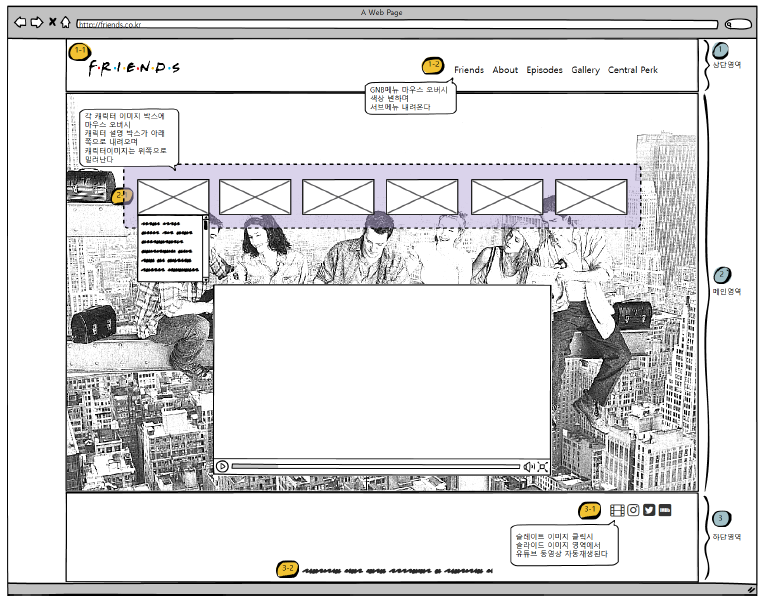 A Web Page
http://friends.co.kr
1-1
F·R·I·E·N·D·S
1-2
Friends About Episodes Gallery Central Perk
1
상단영역
GNB메뉴 마우스 오버시
색상 변하며
서브메뉴 내려온다
각 캐릭터 이미지 박스에
마우스 오버시
캐릭터 설명 박스가 아래
쪽으로 내려오며
캐릭터이미지는 위쪽으로
밀려난다
2
2
메인영역
3-1
3
하단영역
슬레이트 이미지 클릭시
슬라이드 이미지 영역에서
유튜브 동영상 자동재생된다
3-2